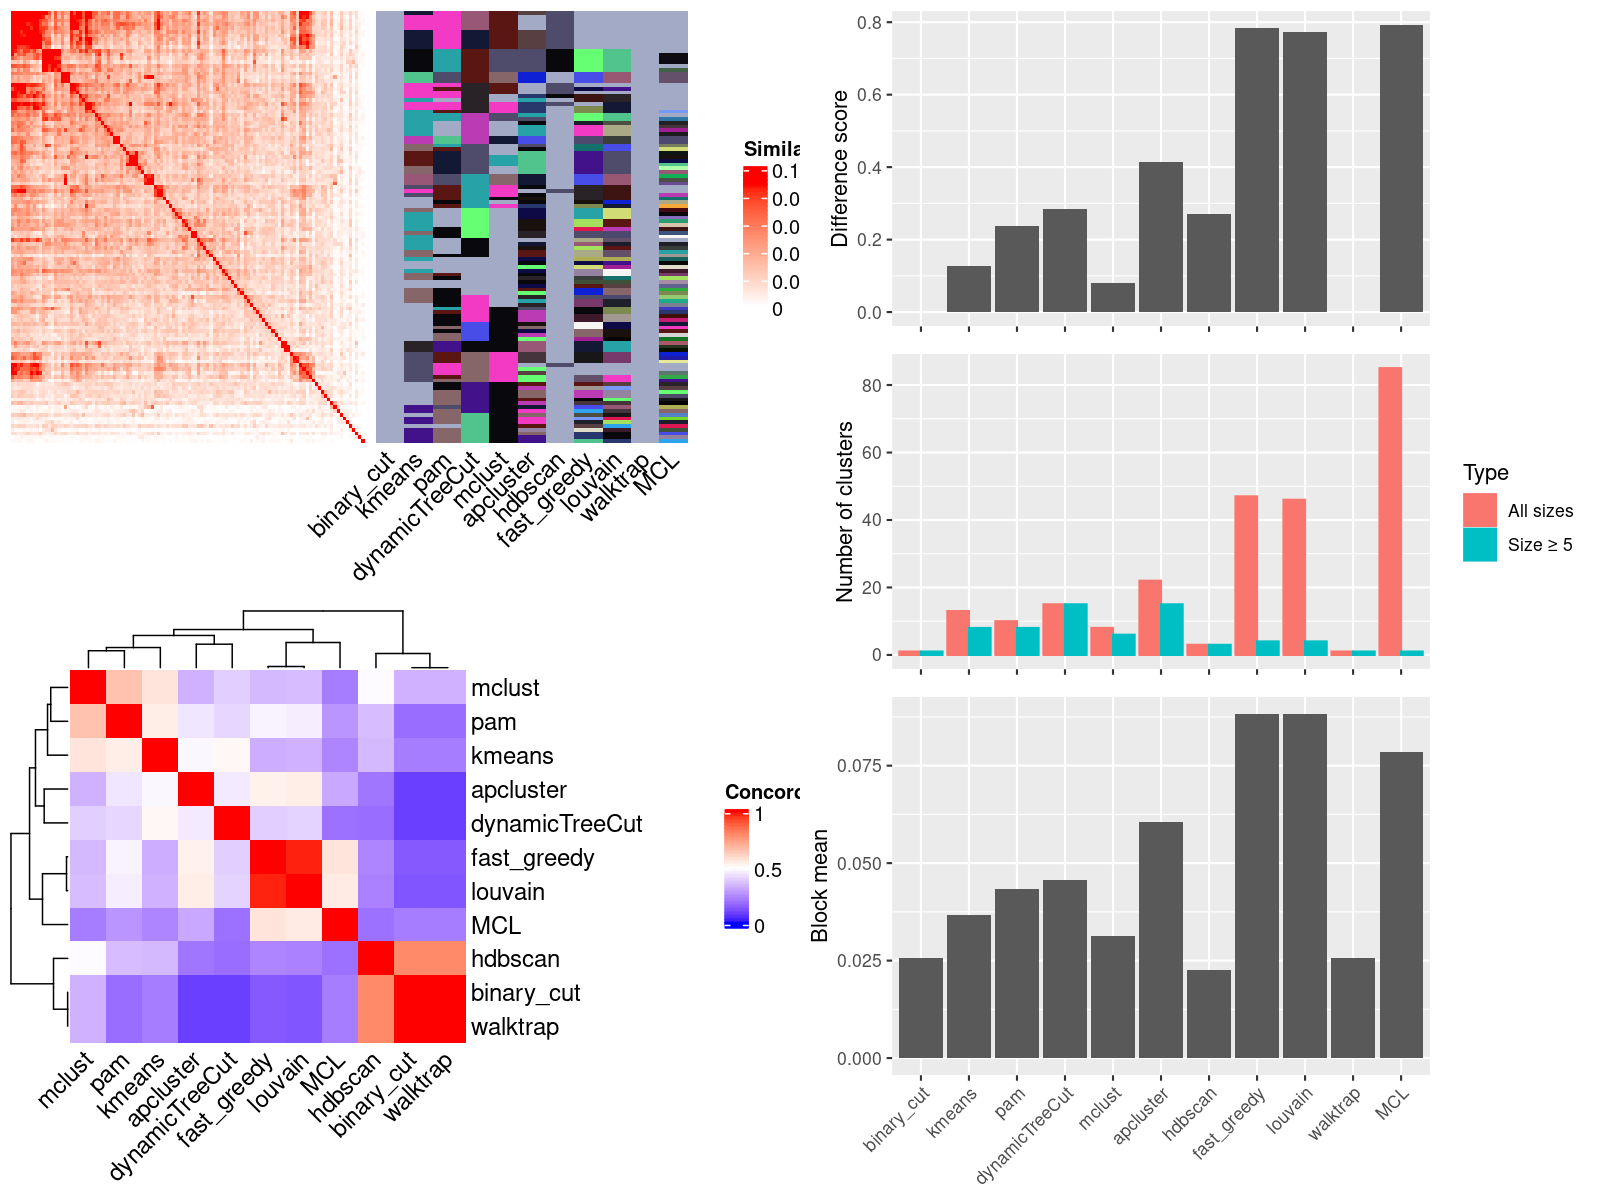 Simila
0.1
0.0
0.0
0.0
0.0
0
binary_cut
kmeans
pam
dynamicTreeCut
mclust
apcluster
hdbscan
fast_greedy
louvain
walktrap
MCL
mclust
pam
kmeans
apcluster
dynamicTreeCut
fast_greedy
louvain
MCL
hdbscan
binary_cut
walktrap
mclust
pam
kmeans
apcluster
dynamicTreeCut
fast_greedy
louvain
MCL
hdbscan
binary_cut
walktrap
Concord
1
0.5
0
Difference score
0.8
0.6
0.4
0.2
0.0
Number of clusters
80
60
40
20
0
Type
All sizes
Size ≥ 5
Block mean
0.075
0.050
0.025
0.000
binary_cut
kmeans
pam
dynamicTreeCut
mclust
apcluster
hdbscan
fast_greedy
louvain
walktrap
MCL